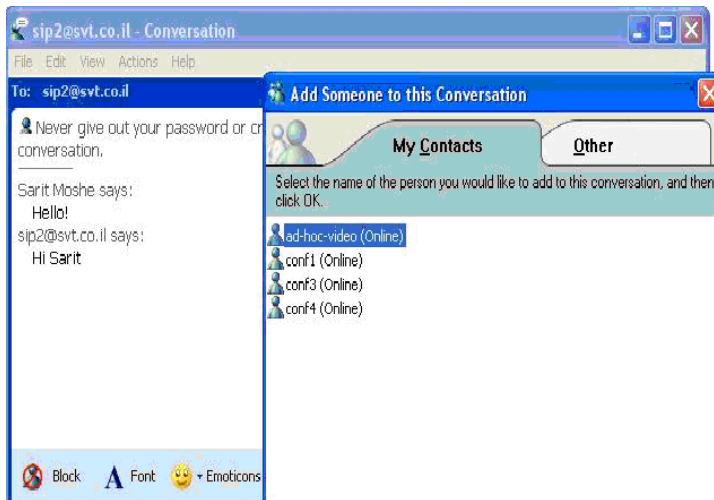 sip2@svt.co.il - Conversation
File Edit View Actions Help
To: sip2@svt.co.il
Never give out your password or cr
conversation.
Sarit Moshe says:
Hello!
sip2@svt.co.il says:
Hi Sarit
Block Font Emoticons
Add Someone to this Conversation
My Contacts Other
Select the name of the person you would like to add to this conversation, and then
click OK.
ad-hoc-video (Online)
conf1 (Online)
conf3 (Online)
conf4 (Online)